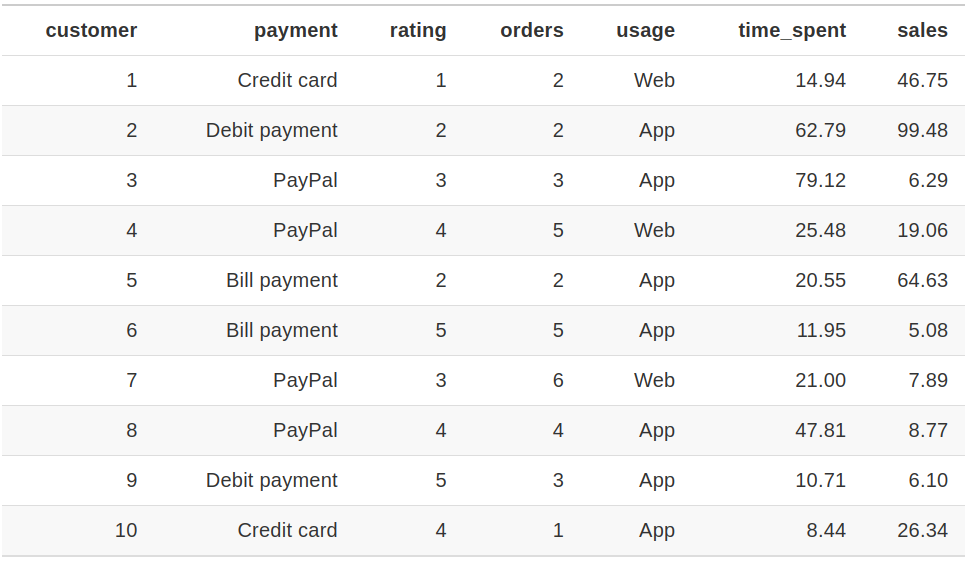 customer payment rating orders usage time_spent sales
1 Credit card 1 2 Web 14.94 46.75
2 Debit payment 2 2 App 62.79 99.48
3 PayPal 3 3 App 79.12 6.29
4 PayPal 4 5 Web 25.48 19.06
5 Bill payment 2 2 App 20.55 64.63
6 Bill payment 5 5 App 11.95 5.08
7 PayPal 3 6 Web 21.00 7.89
8 PayPal 4 4 App 47.81 8.77
9 Debit payment 5 3 App 10.71 6.10
10 Credit card 4 1 App 8.44 26.34